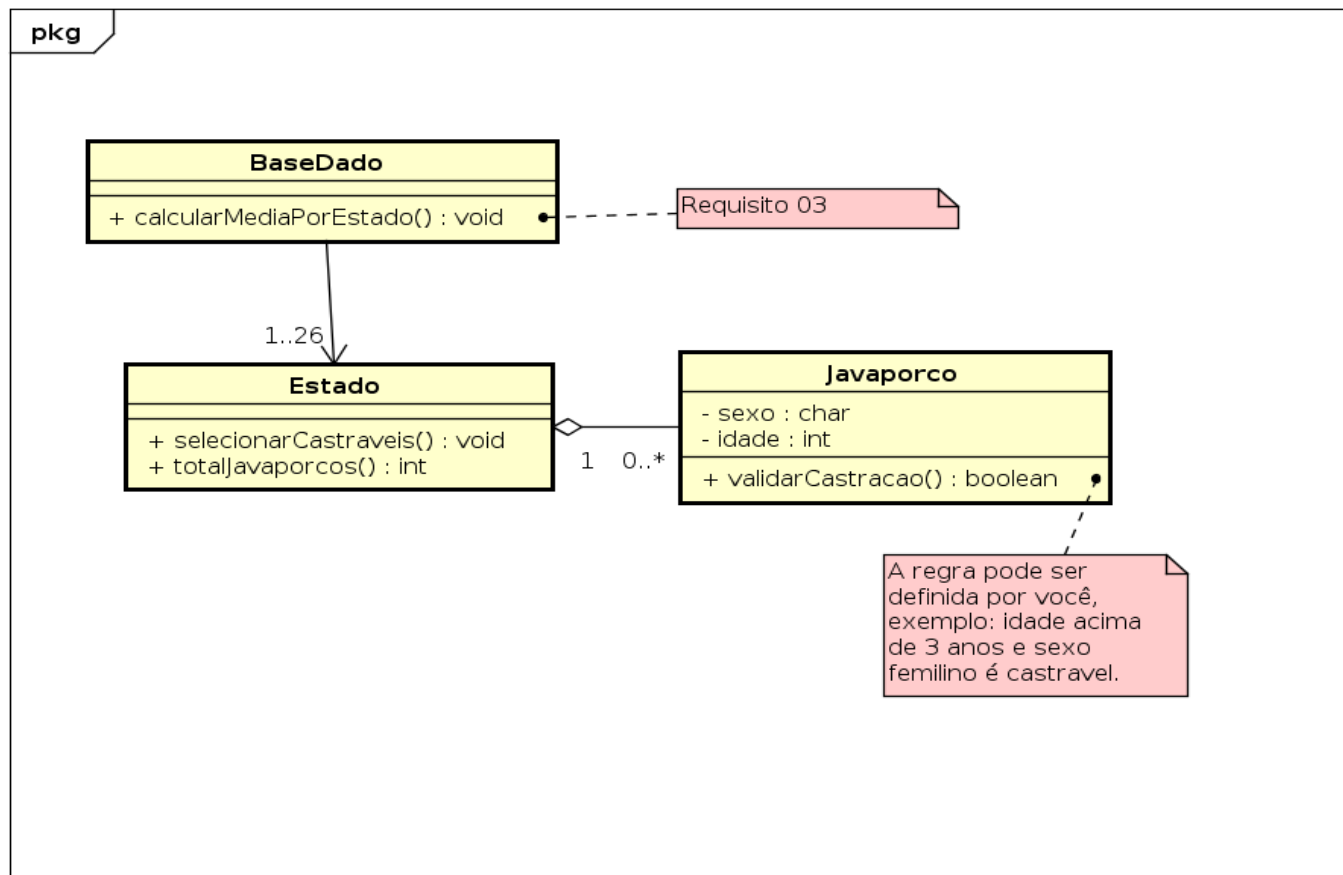 pkg
BaseDado
+ calcularMediaPorEstado() : void
Requisito 03
1..26
Estado
+ selecionarCastraveis() : void
+ totalJavaporcos() : int
1 0..*
Javaporco
- sexo : char
- idade : int
+ validarCastracao() : boolean
A regra pode ser
definida por você,
exemplo: idade acima
de 3 anos e sexo
femilino é castravel.